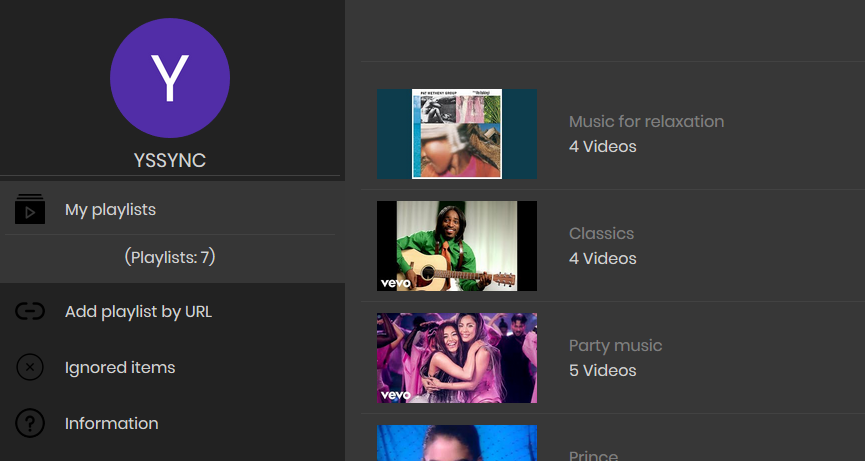 Y
YSSYNC
My playlists
(Playlists: 7)
Add playlist by URL
Ignored items
Information
PAT METHENY GROUP
Music for relaxation
4 Videos
vevo
Classics
4 Videos
vevo
Party music
5 Videos
Prince